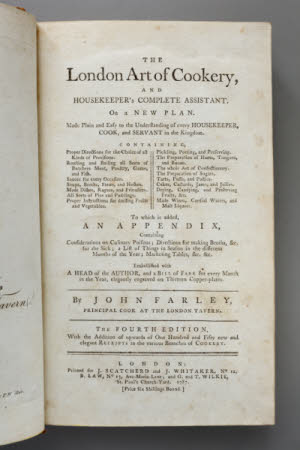 THE
London Art of Cookery,
AND
HOUSEKEEPER's COMPLETE ASSISTANT.
On a NEW PLAN.
Made Plain and Easy to the Understanding of every HOUSEKEEPER,
COOK, and SERVANT in the Kingdom.
CONTAINING,
Proper Directions for the Choice of all
Kinds of Provisions.
Roasting and Boiling all Sorts of
Butchers Meat, Poultry, Game,
and Fish.
Sauces for every Occasion.
Soups, Broths, Pastes, and Hashes.
Made Dishes, Ragouts, and Fricassees.
All Sorts of Pies and Puddings.
Proper Instructions for dressing Fruits
and Vegetables.
Pickling, Potting, and Preserving.
The Preparation of Hams, Tongues,
and Bacon.
The whole Art of Confectionary.
The Preparation of Sugars.
Tarts, Puffs, and Pasties.
Cakes, Custards, Jams, and Jellies.
Drying, Candying, and Preserving
Fruits, &c.
Made Wines, Cordial Waters, and
Malt Liquors.
To which is added,
AN APPENDIX,
Containing
Considerations on Culinary Poisons; Directions for making Broths, &c.
for the Sick; a List of Things in Season in the different
Months of the Year; Marketing Tables, &c. &c.
Embellished with
A HEAD of the AUTHOR, and a BILL of FARE for every Month
in the Year, elegantly engraved on Thirteen Copper-plates.
By JOHN FARLEY,
PRINCIPAL COOK AT THE LONDON TAVERN.
THE FOURTH EDITION.
With the Addition of upwards of One Hundred and Fifty new and
elegant RECEIPTS in the various Branches of COOKERY.
LONDON:
Printed for J. SCATCHERD and J. WHITAKER, No 12,
B. LAW, No 13, Ave-Maria-Lane; and G. and T. WILKIE,
St. Paul's Church-Yard. 1787.
[Price Six Shillings Bound.]